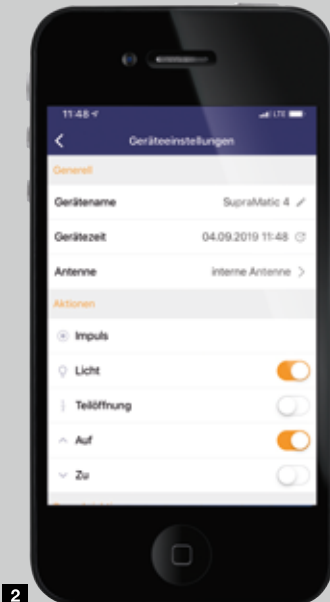 11:48 LTE
Geräteeinstellungen
Generell
Gerätename SupraMatic 4
Gerätezeit 04.09.2019 11:48
Antenne interne Antenne
Aktionen
Impuls
Licht
Teilöffnung
Auf
Zu
2